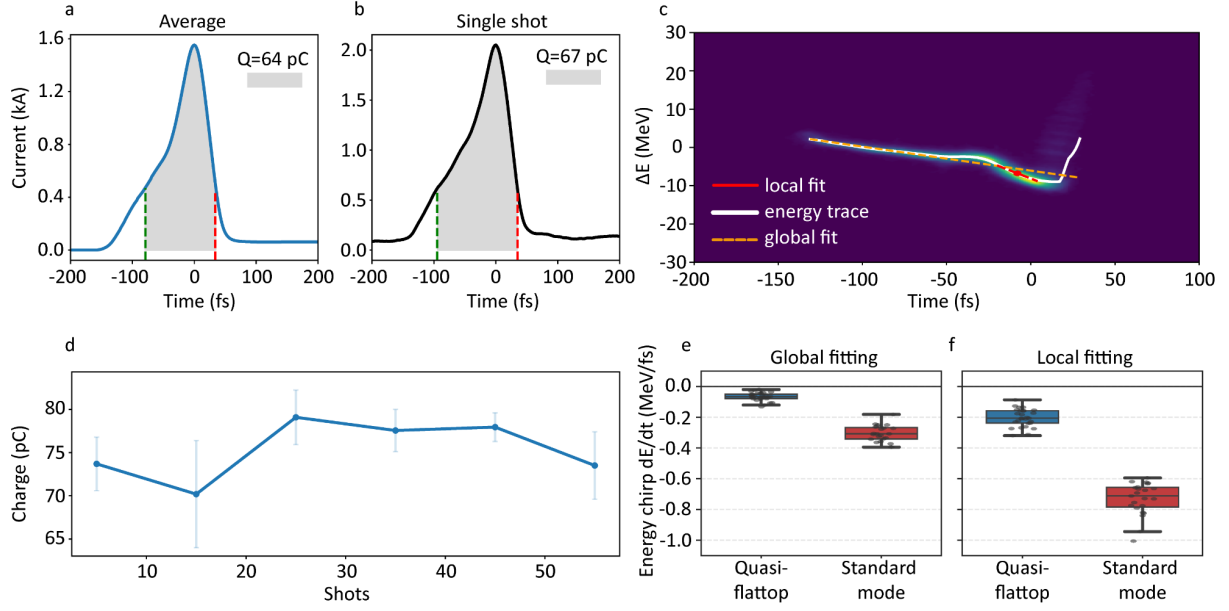 a
Average
Q=64 pC
Current (kA)
1.6
1.2
0.8
0.4
0.0
-200 -100 0 100 200
Time (fs)
b
Single shot
Q=67 pC
2.0
1.5
1.0
0.5
0.0
-200 -100 0 100 200
Time (fs)
c
ΔE (MeV)
30
20
10
0
-10
-20
-30
local fit
energy trace
global fit
-200 -150 -100 -50 0 50 100
Time (fs)
d
Charge (pC)
80
75
70
65
10 20 30 40 50
Shots
e
Global fitting
Energy chirp dE/dt (MeV/fs)
0.0
-0.2
-0.4
-0.6
-0.8
-1.0
Quasi-
flattop
Standard
mode
f
Local fitting
Quasi-
flattop
Standard
mode